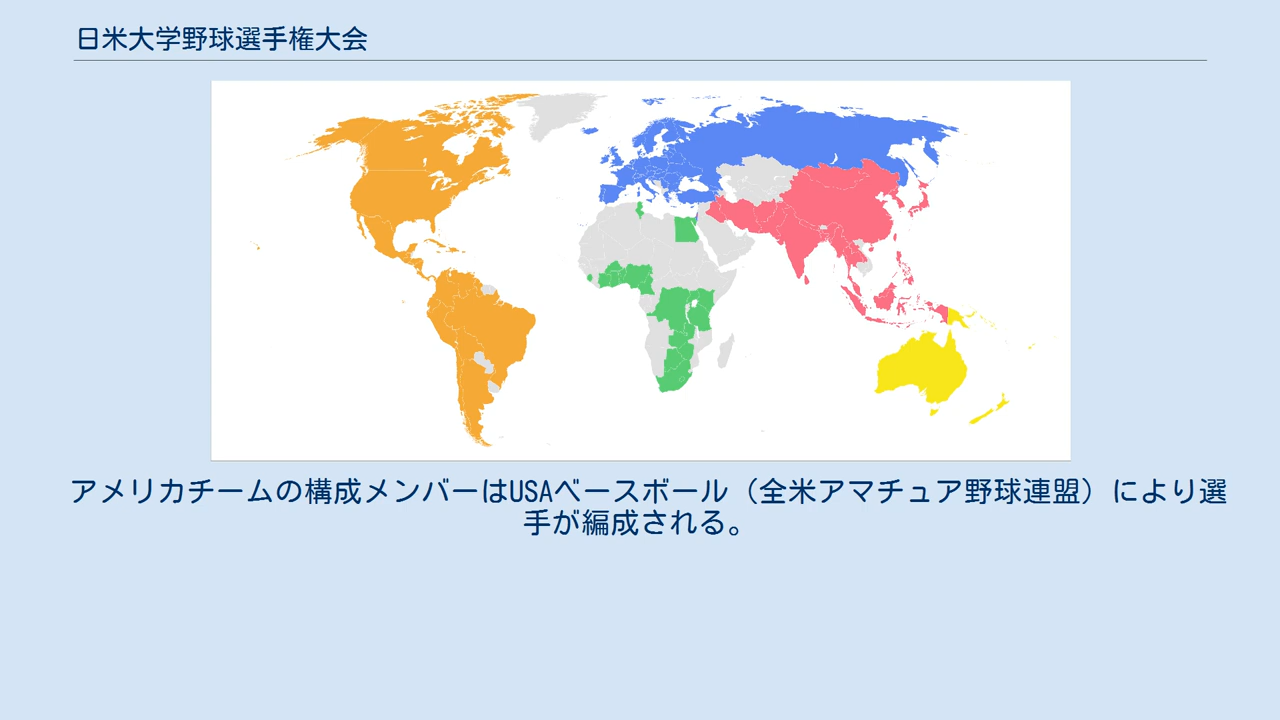 日米大学野球選手権大会
アメリカチームの構成メンバーはUSAベースボール（全米アマチュア野球連盟）により選
手が編成される。